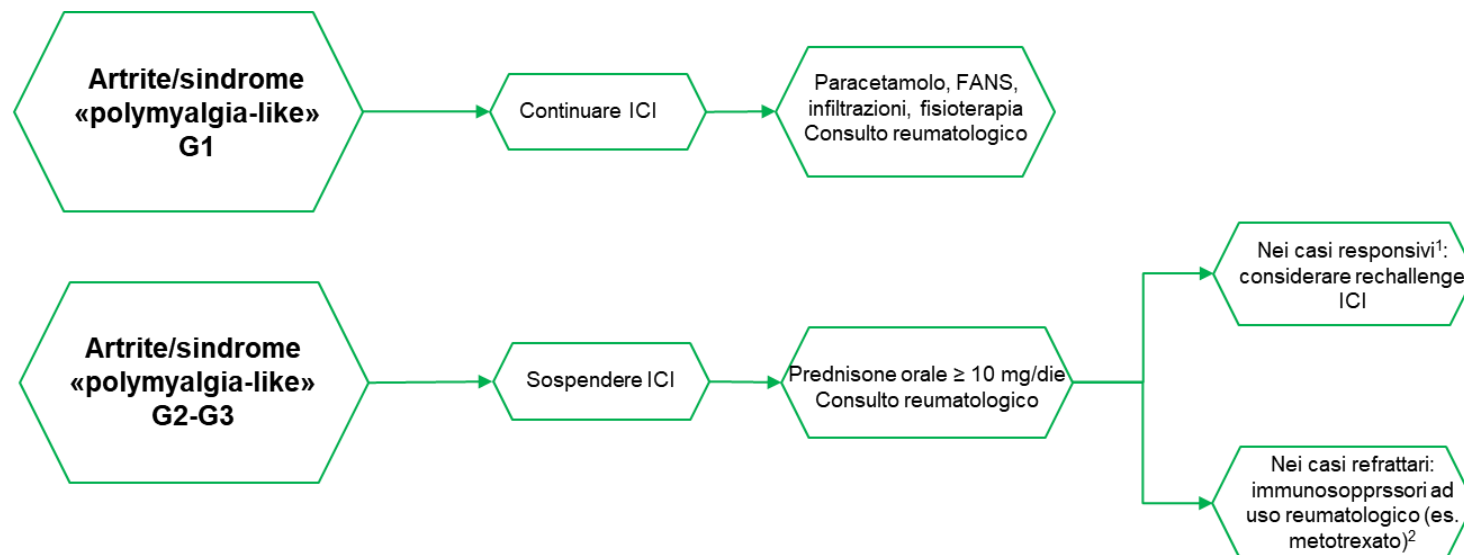 Artrite/sindrome
«polymyalgia-like»
G1
Continuare ICI
Paracetamolo, FANS,
infiltrazioni, fisioterapia
Consulto reumatologico
Artrite/sindrome
«polymyalgia-like»
G2-G3
Sospendere ICI
Prednisone orale ≥ 10 mg/die
Consulto reumatologico
Nei casi responsivi¹:
considerare rechallenge
ICI
Nei casi refrattari:
immunosopprssori ad
uso reumatologico (es.
metotrexato)²